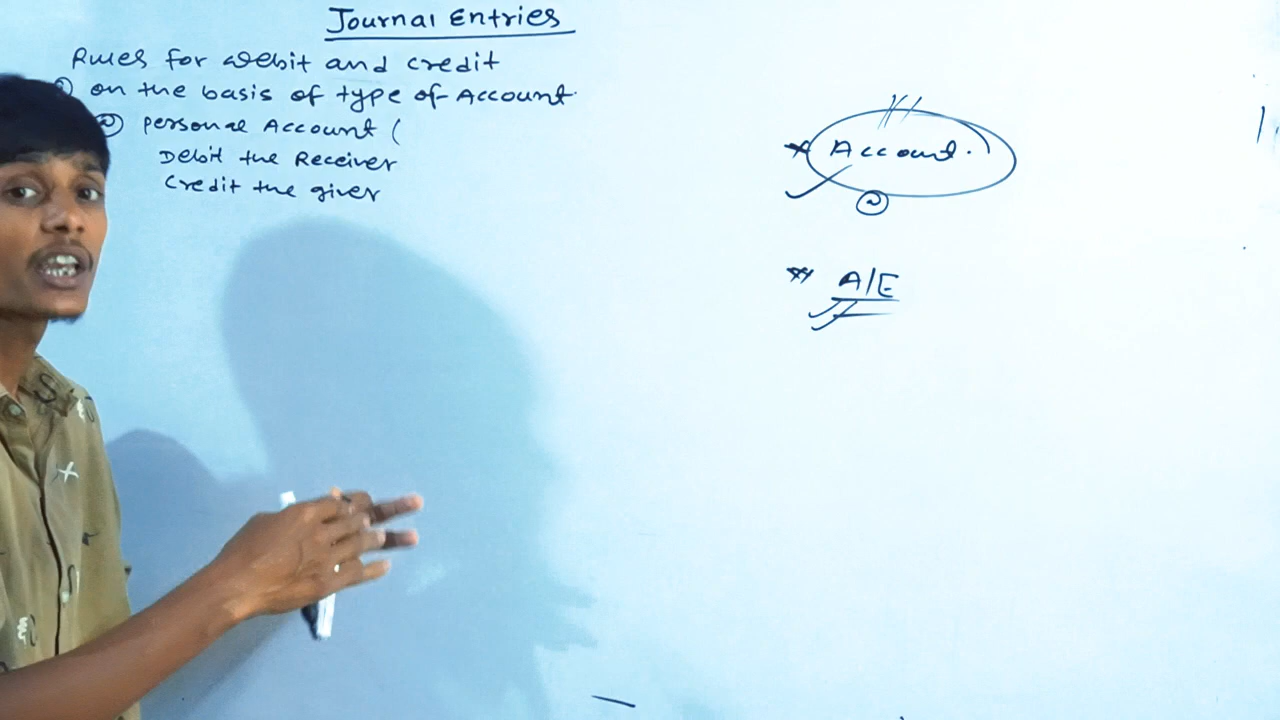 Journal Entries
Rules for Debit and credit
on the basis of type of Account.
personal Account (
Debit the Receiver
Credit the giver
Account.
A/E